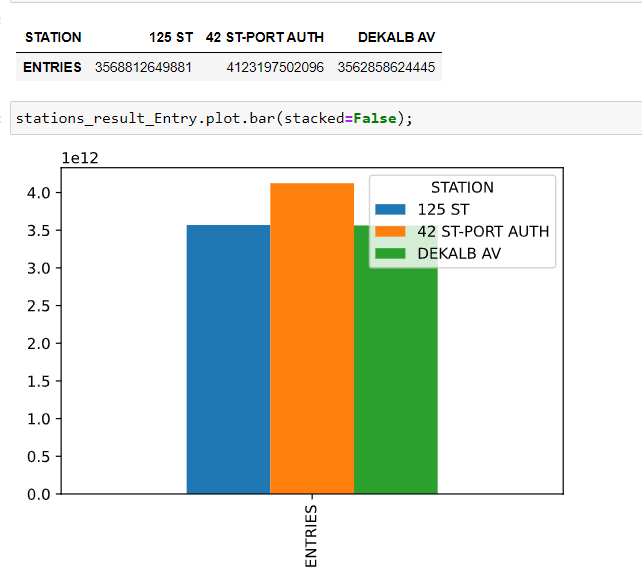 STATION 125 ST 42 ST-PORT AUTH DEKALB AV
ENTRIES 3568812649881 4123197502096 3562858624445
stations_result_Entry.plot.bar(stacked=False);
1e12
STATION
125 ST
42 ST-PORT AUTH
DEKALB AV
4.0
3.5
3.0
2.5
2.0
1.5
1.0
0.5
0.0
ENTRIES